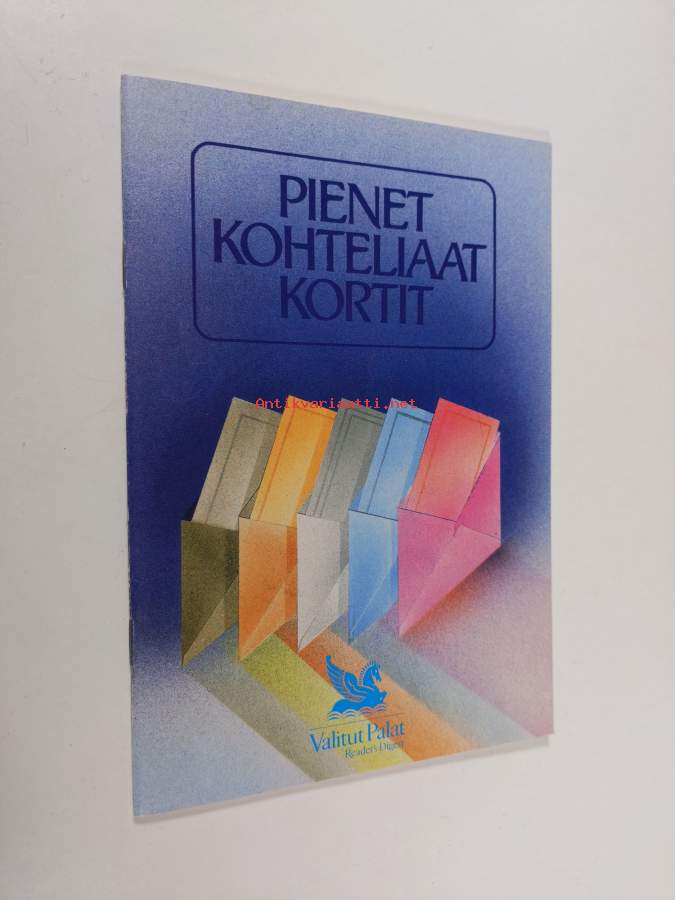 PIENET
KOHTELIAAT
KORTIT
Antikvariaatti.net
Valitut Palat
Reader's Digest